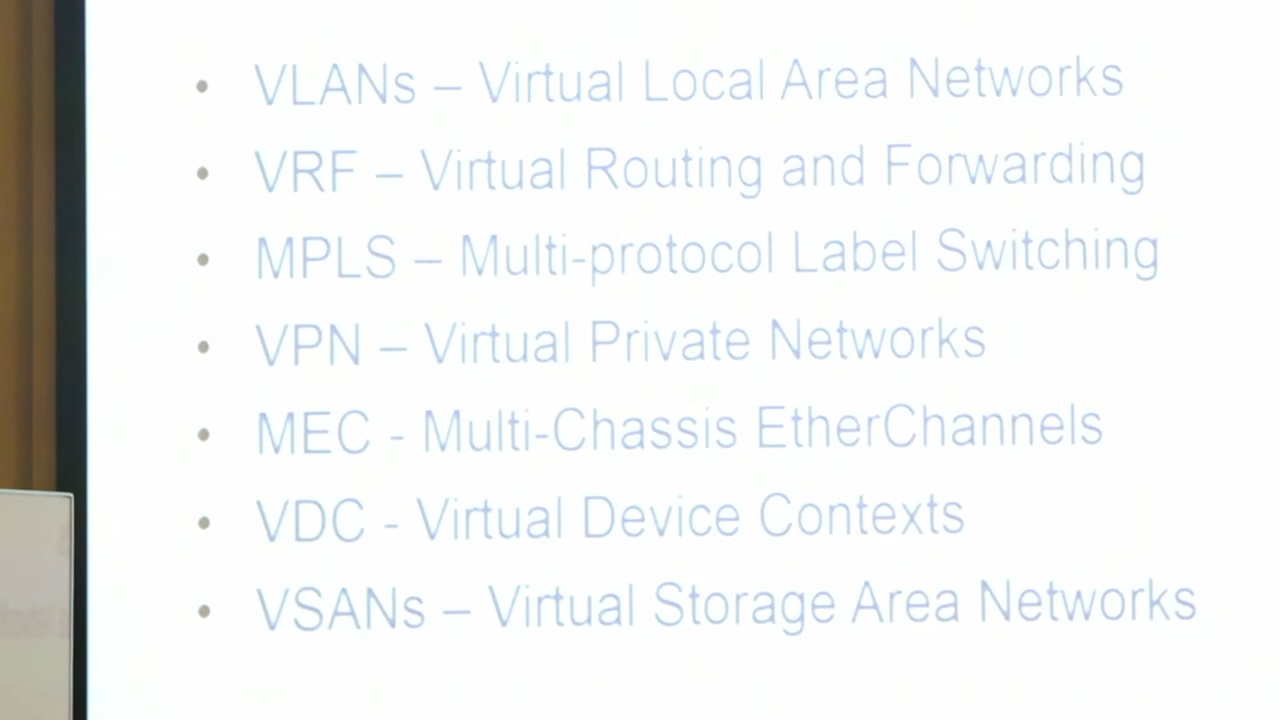 • VLANs – Virtual Local Area Networks
• VRF – Virtual Routing and Forwarding
• MPLS – Multi-protocol Label Switching
• VPN – Virtual Private Networks
• MEC - Multi-Chassis EtherChannels
• VDC - Virtual Device Contexts
• VSANs – Virtual Storage Area Networks